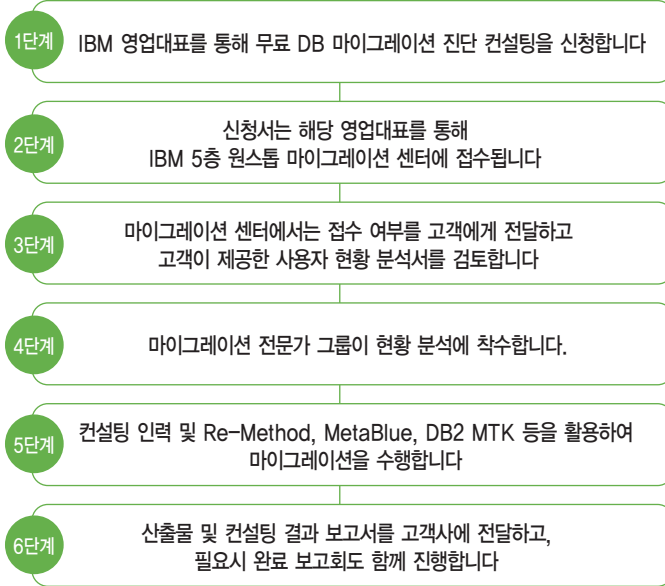 1단계
IBM 영업대표를 통해 무료 DB 마이그레이션 진단 컨설팅을 신청합니다
2단계
신청서는 해당 영업대표를 통해
IBM 5층 원스톱 마이그레이션 센터에 접수됩니다
3단계
마이그레이션 센터에서는 접수 여부를 고객에게 전달하고
고객이 제공한 사용자 현황 분석서를 검토합니다
4단계
마이그레이션 전문가 그룹이 현황 분석에 착수합니다.
5단계
컨설팅 인력 및 Re-Method, MetaBlue, DB2 MTK 등을 활용하여
마이그레이션을 수행합니다
6단계
산출물 및 컨설팅 결과 보고서를 고객사에 전달하고,
필요시 완료 보고회도 함께 진행합니다